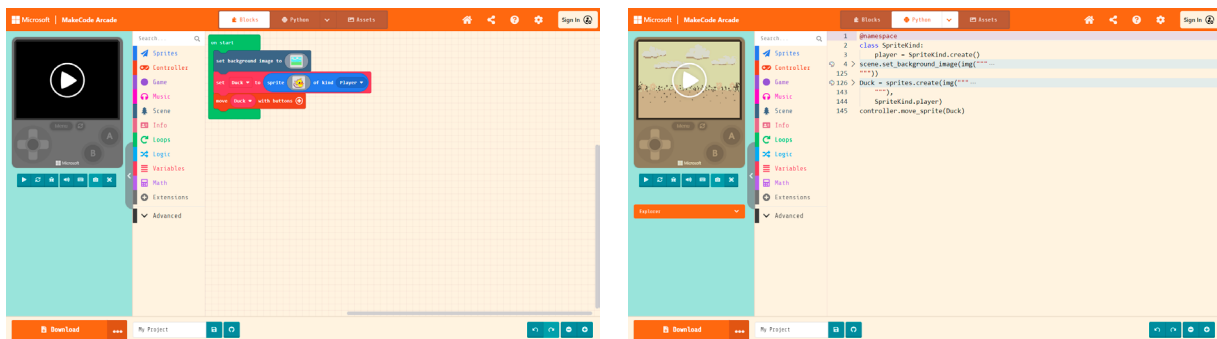 Microsoft | MakeCode Arcade
Blocks
Python
Assets
Sign In
Menu
A
B
Microsoft
Search...
Sprites
Controller
Game
Music
Scene
Info
Loops
Logic
Variables
Math
Extensions
Advanced
on start
set background image to
set Duck to sprite of kind Player
move Duck with buttons
Download
My Project
Microsoft | MakeCode Arcade
Blocks
Python
Assets
Sign In
Menu
A
B
Microsoft
Explorer
Search...
Sprites
Controller
Game
Music
Scene
Info
Loops
Logic
Variables
Math
Extensions
Advanced
1 @namespace
2 class SpriteKind:
3 player = SpriteKind.create()
4 > scene.set_background_image(img("""…
125 """))
126 > Duck = sprites.create(img("""…
143 """),
144 SpriteKind.player)
145 controller.move_sprite(Duck)
Download
My Project